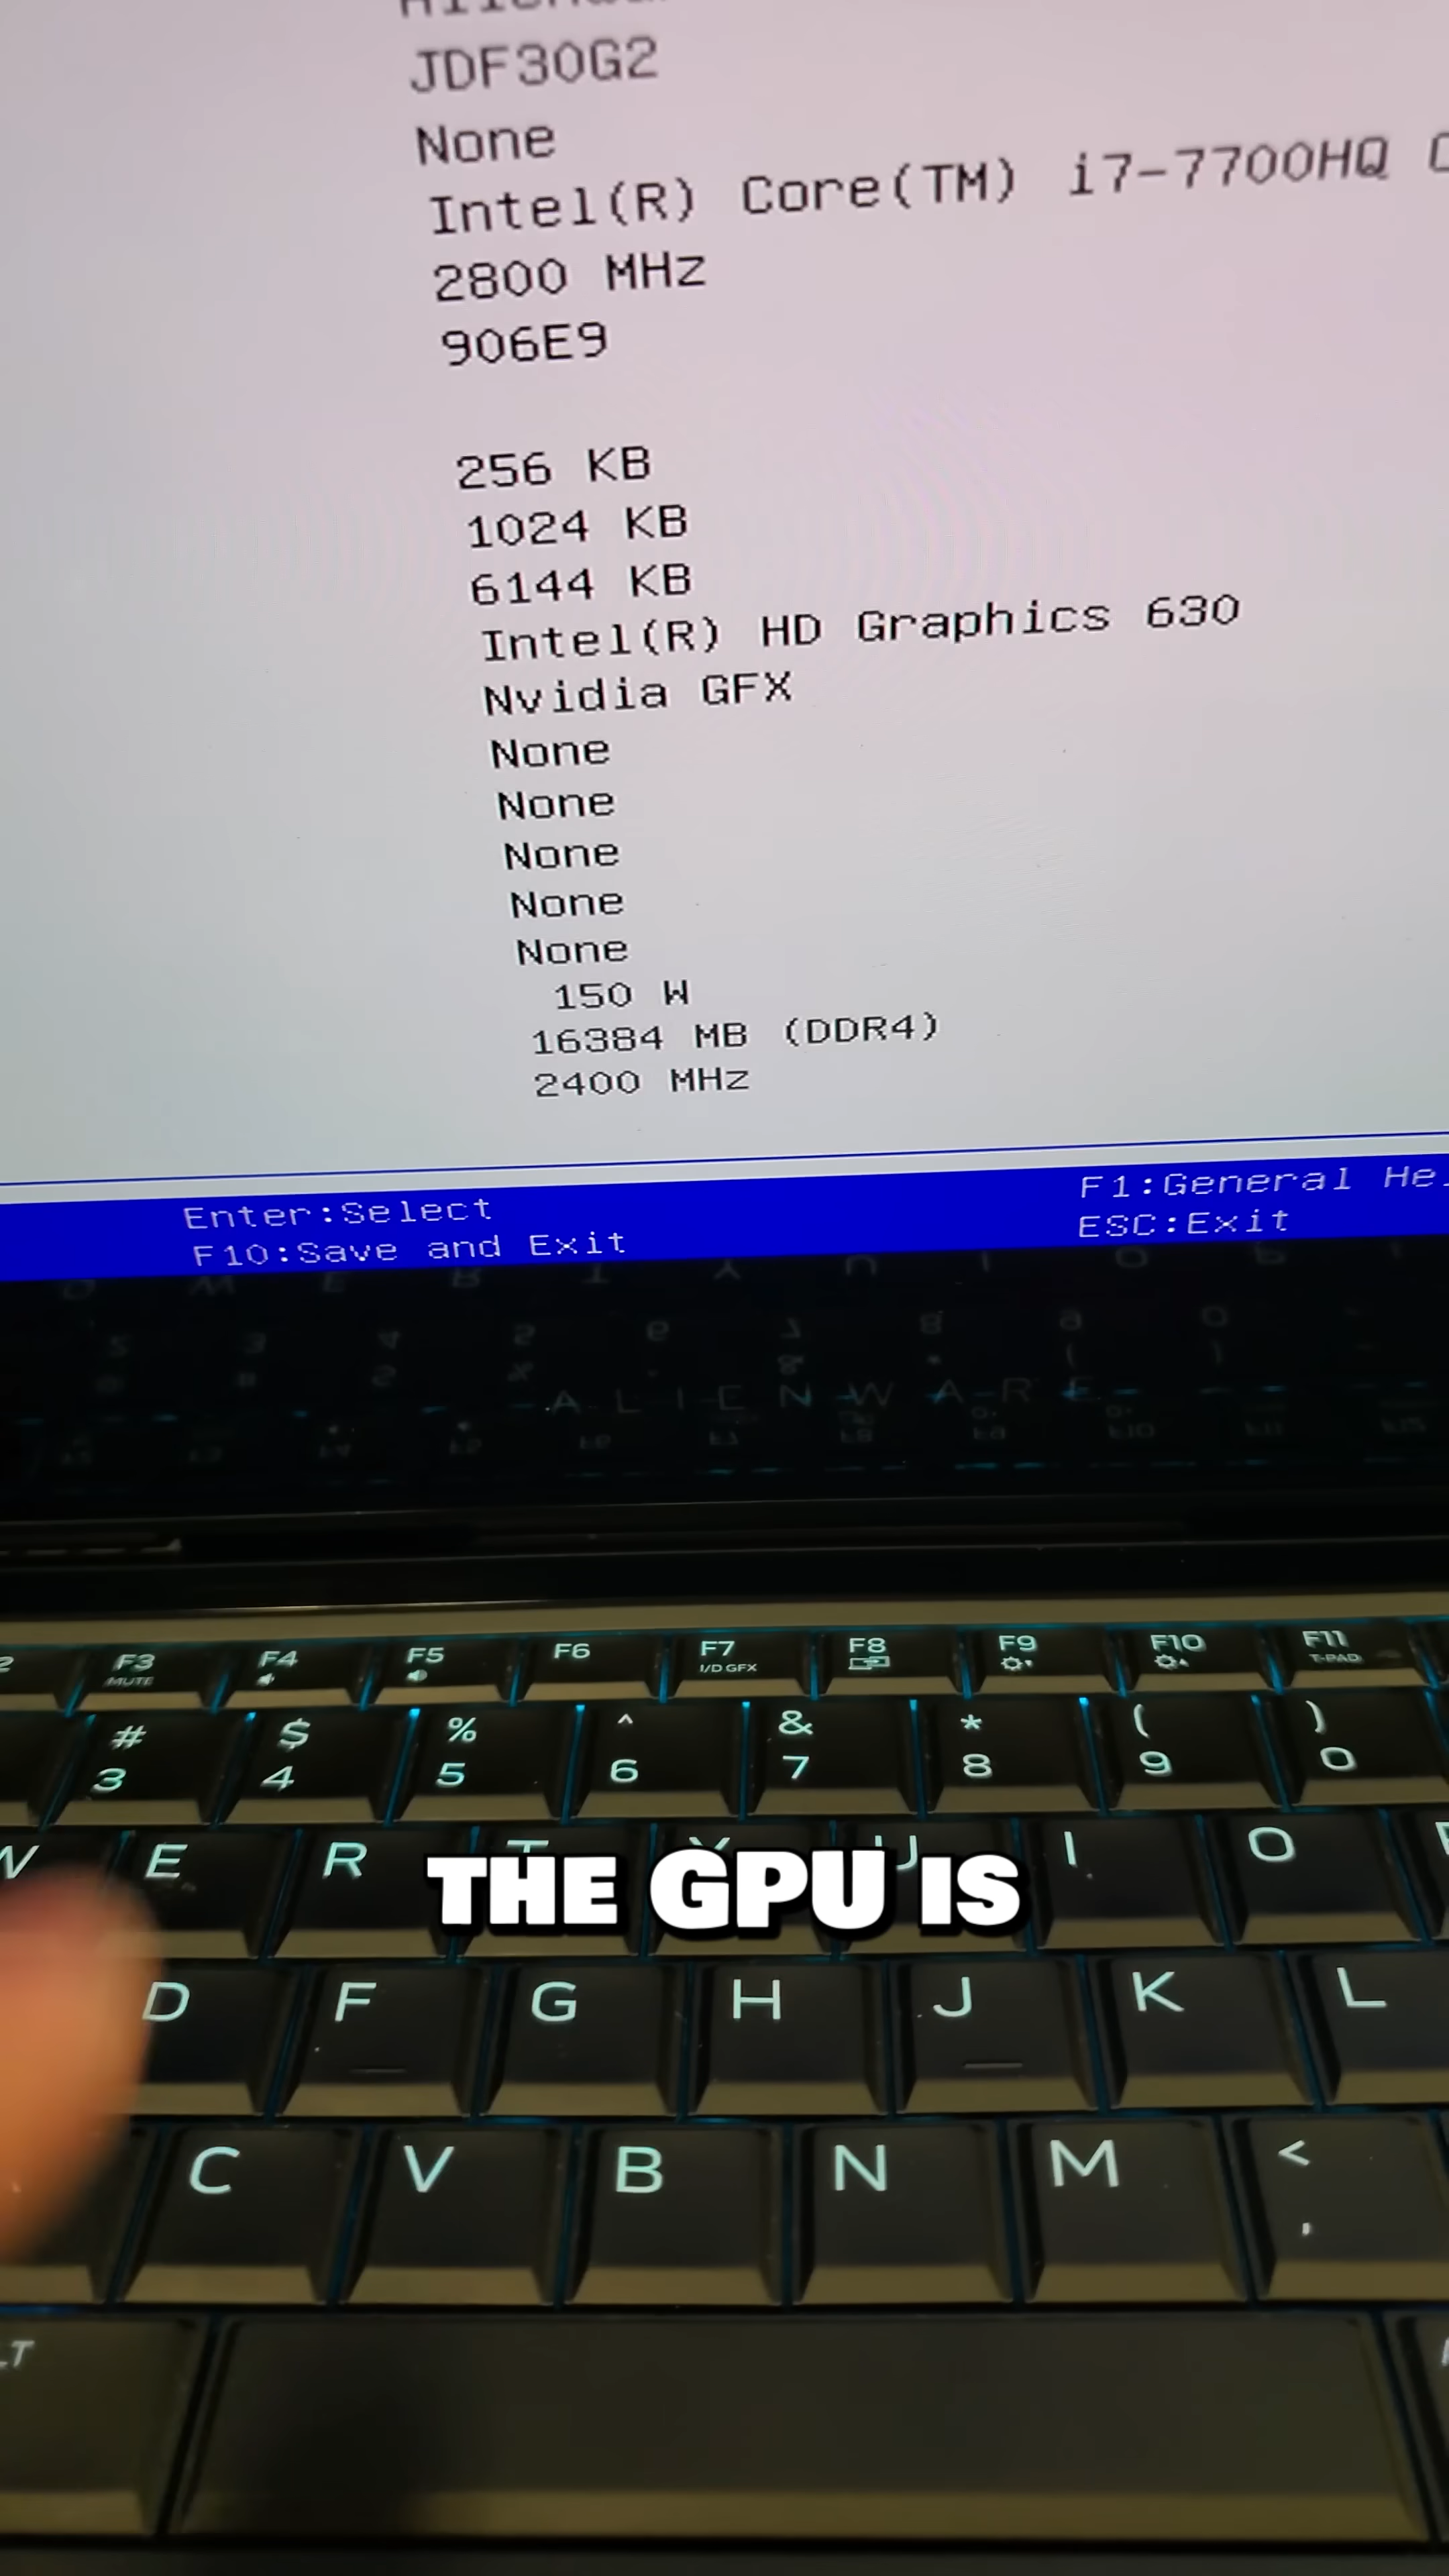 JDF30G2
None
Intel(R) Core(TM) i7-7700HQ
2800 MHz
906E9
256 KB
1024 KB
6144 KB
Intel(R) HD Graphics 630
Nvidia GFX
None
None
None
None
None
150 W
16384 MB (DDR4)
2400 MHz
Enter:Select
F1:General
F10:Save and Exit
ESC:Exit
ALIENWARE
F3 F4 F5 F6 F7 F8 F9 F10 F11
MUTE I/D GFX T-PAD
# $ % ^ & * ( )
3 4 5 6 7 8 9 0
W E R T Y U I O
THE GPU IS
D F G H J K L
C V B N M <
,